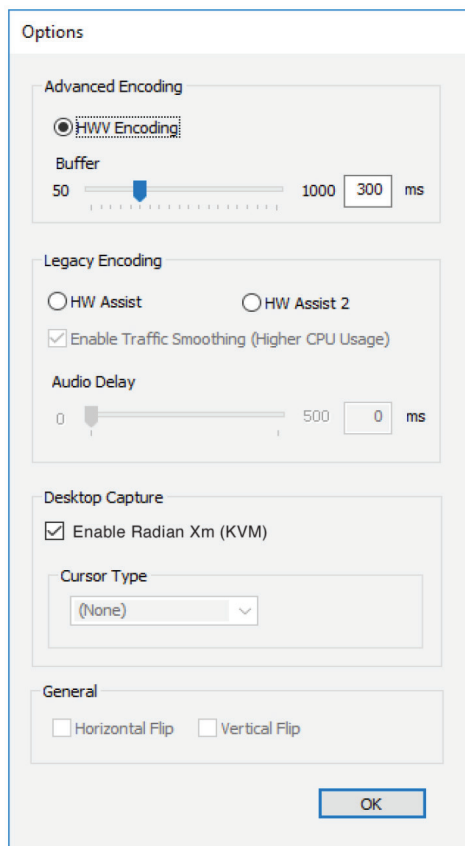 Options
Advanced Encoding
HWV Encoding
Buffer
50 1000 300 ms
Legacy Encoding
HW Assist HW Assist 2
Enable Traffic Smoothing (Higher CPU Usage)
Audio Delay
0 500 0 ms
Desktop Capture
Enable Radian Xm (KVM)
Cursor Type
(None)
General
Horizontal Flip Vertical Flip
OK